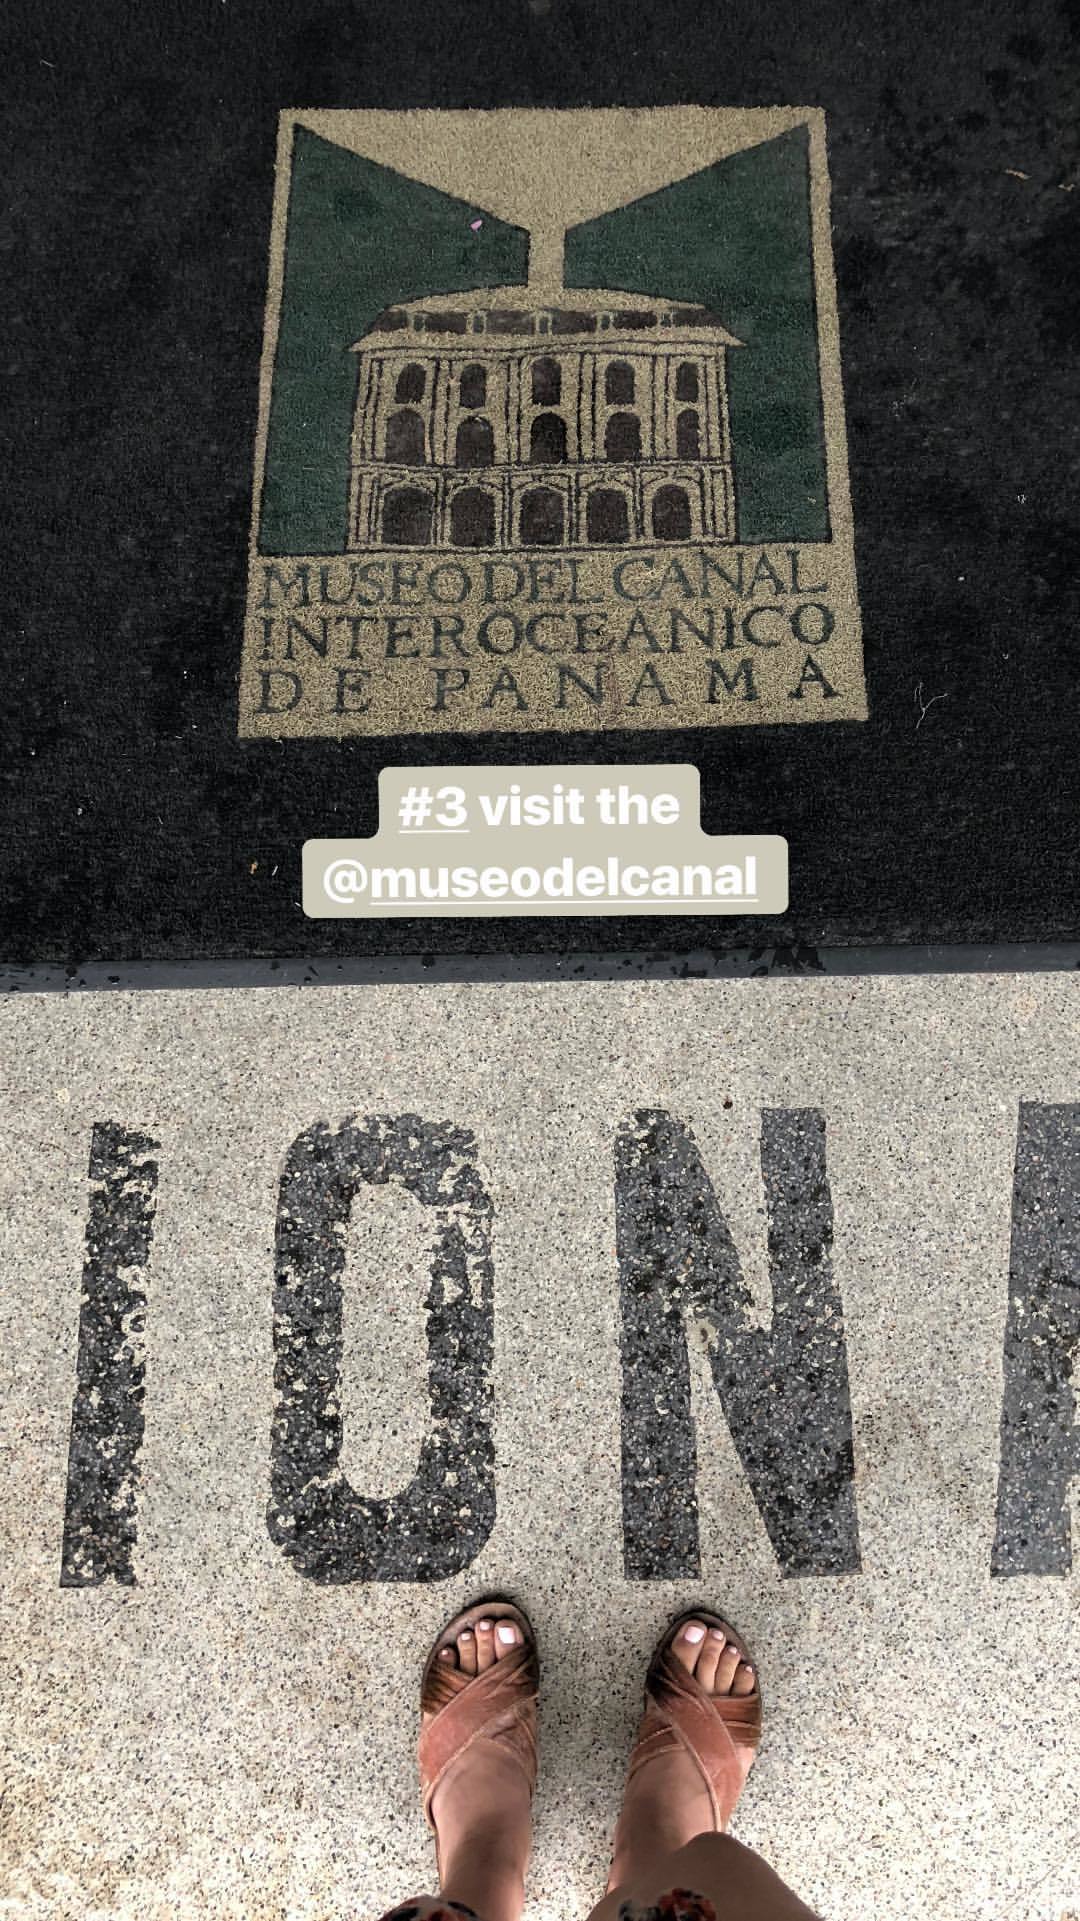 MUSEO DEL CANAL
INTEROCEANICO
DE PANAMA
#3 visit the
@museodelcanal
ION